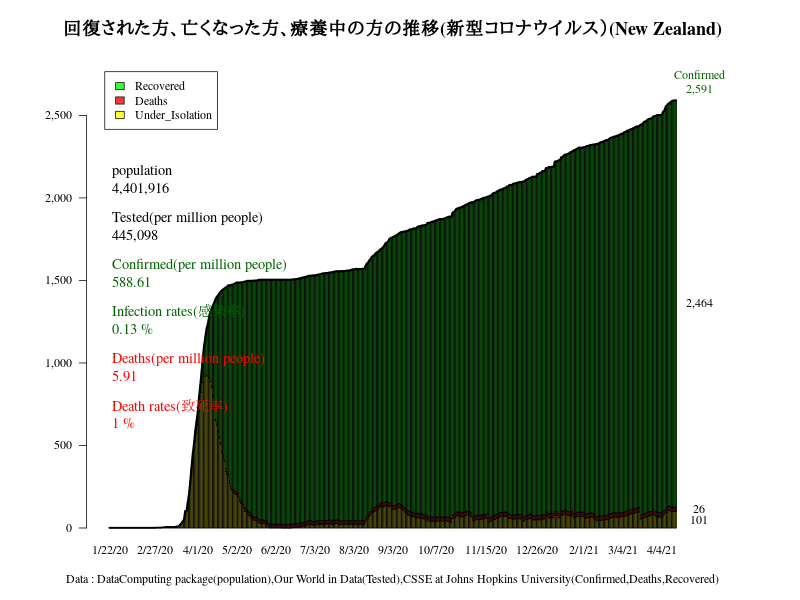 回復された方、亡くなった方、療養中の方の推移(新型コロナウイルス）(New Zealand)
Confirmed
2,591
Recovered
Deaths
Under_Isolation
2,500
population
4,401,916
2,000
Tested(per million people)
445,098
Confirmed(per million people)
588.61
1,500
Infection rates(感染率)
0.13 %
2,464
1,000
Deaths(per million people)
5.91
Death rates(致死率)
1 %
500
26
101
0
1/22/20 2/27/20 4/1/20 5/2/20 6/2/20 7/3/20 8/3/20 9/3/20 10/7/20 11/15/20 12/26/20 2/1/21 3/4/21 4/4/21
Data : DataComputing package(population),Our World in Data(Tested),CSSE at Johns Hopkins University(Confirmed,Deaths,Recovered)